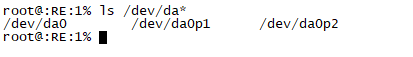 root@:RE:1% ls /dev/da*
/dev/da0        /dev/da0p1      /dev/da0p2
root@:RE:1%